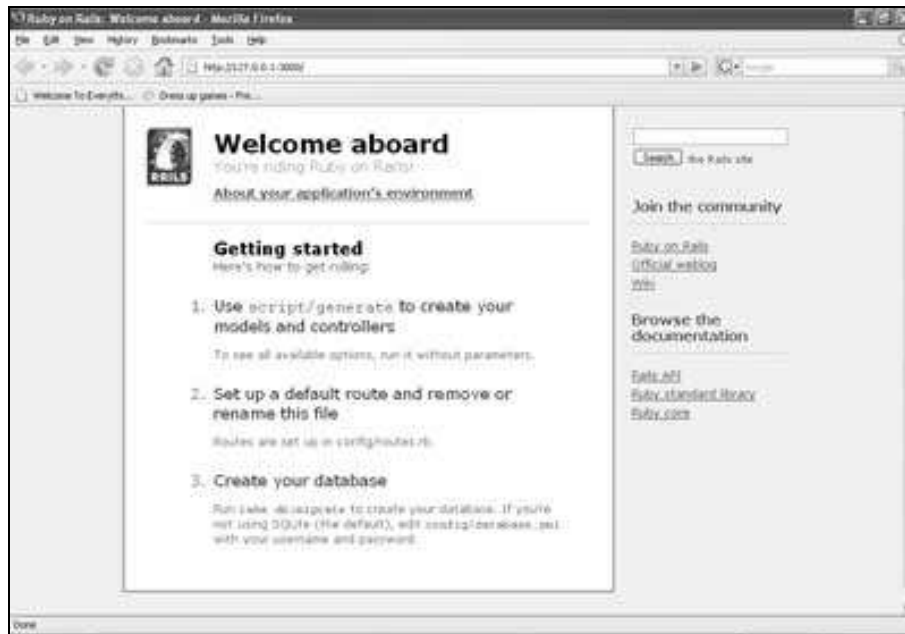 Ruby on Rails: Welcome aboard - Mozilla Firefox
File Edit View History Bookmarks Tools Help
http://127.0.0.1:3000/
Welcome To Everyth... Dress up games - Fre...
RAILS
Welcome aboard
You're riding Ruby on Rails!
About your application's environment
Getting started
Here's how to get rolling:
1. Use script/generate to create your
models and controllers
To see all available options, run it without parameters.
2. Set up a default route and remove or
rename this file
Routes are set up in config/routes.rb.
3. Create your database
Run rake db:migrate to create your database. If you're
not using SQLite (the default), edit config/database.yml
with your username and password.
Search the Rails site
Join the community
Ruby on Rails
Official weblog
Wiki
Browse the
documentation
Rails API
Ruby standard library
Ruby core
Done